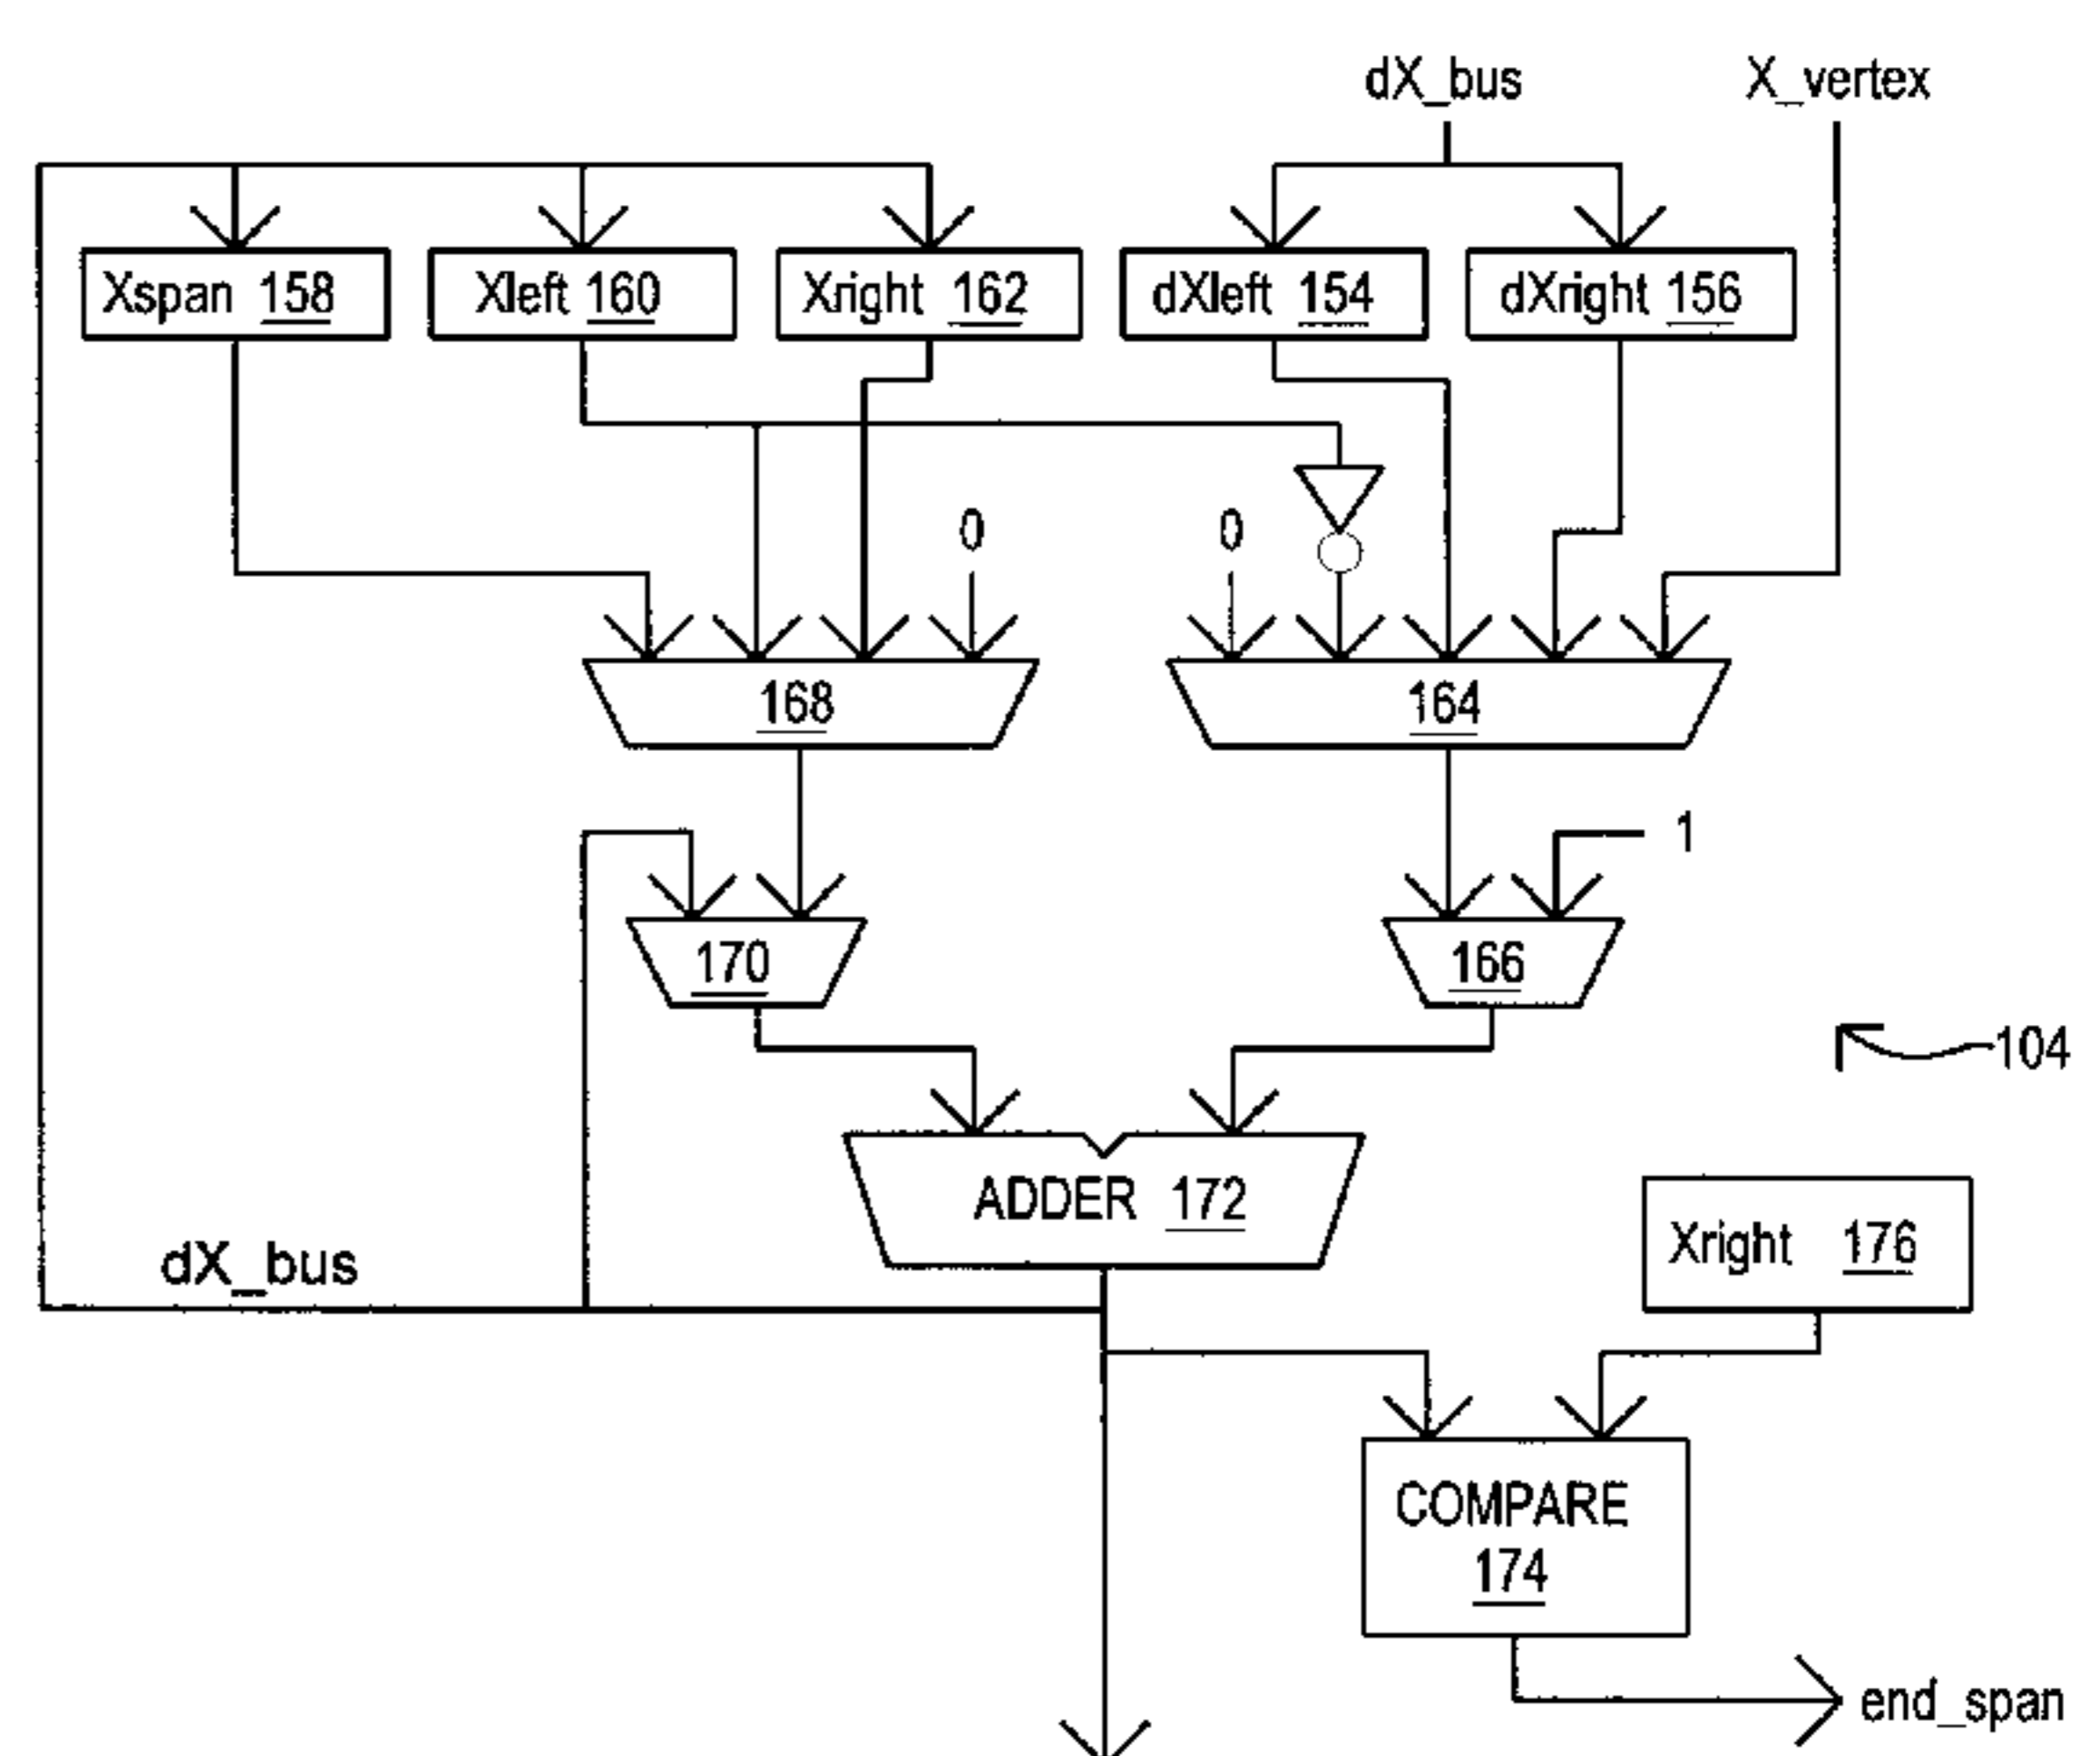 dX_bus X_vertex
Xspan 158 Xleft 160 Xright 162 dXleft 154 dXright 156
0 0
168 164
1
170 166
104
ADDER 172
Xright 176
dX_bus
COMPARE
174
end_span